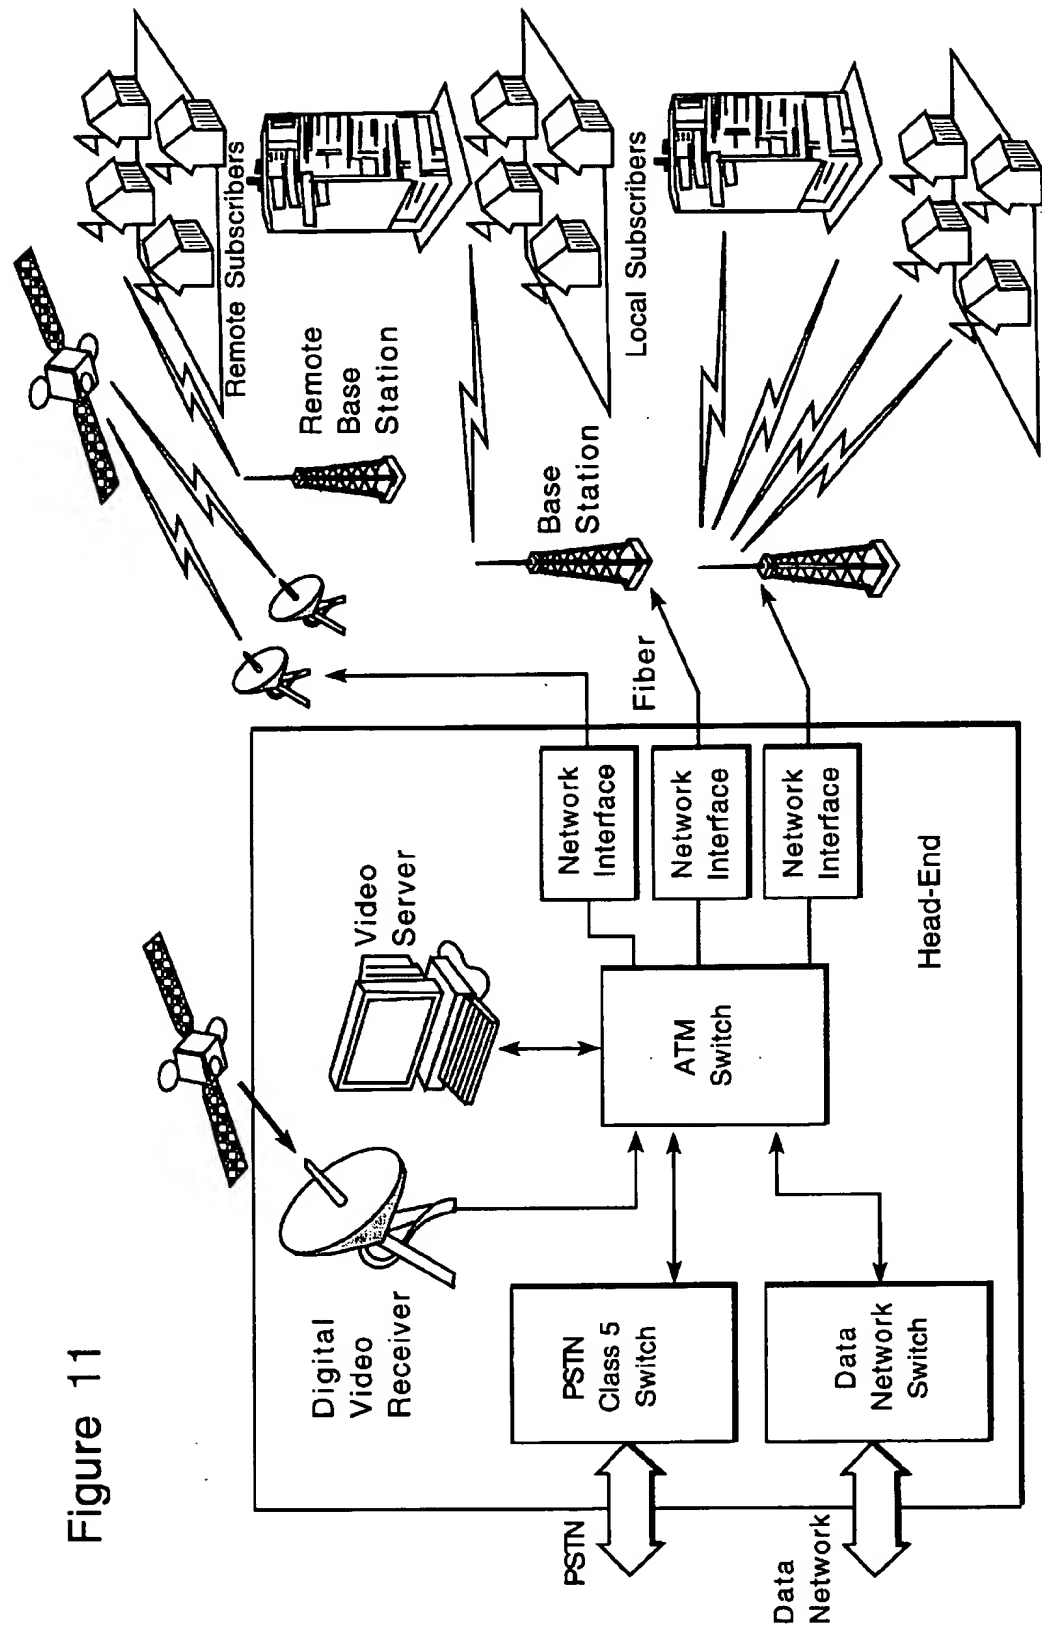 Figure 11
Digital
Video
Receiver
Video
Server
PSTN
Class 5
Switch
Data
Network
Switch
PSTN
Data
Network
ATM
Switch
Network
Interface
Network
Interface
Network
Interface
Head-End
Fiber
Base
Station
Remote
Base
Station
Remote Subscribers
Local Subscribers